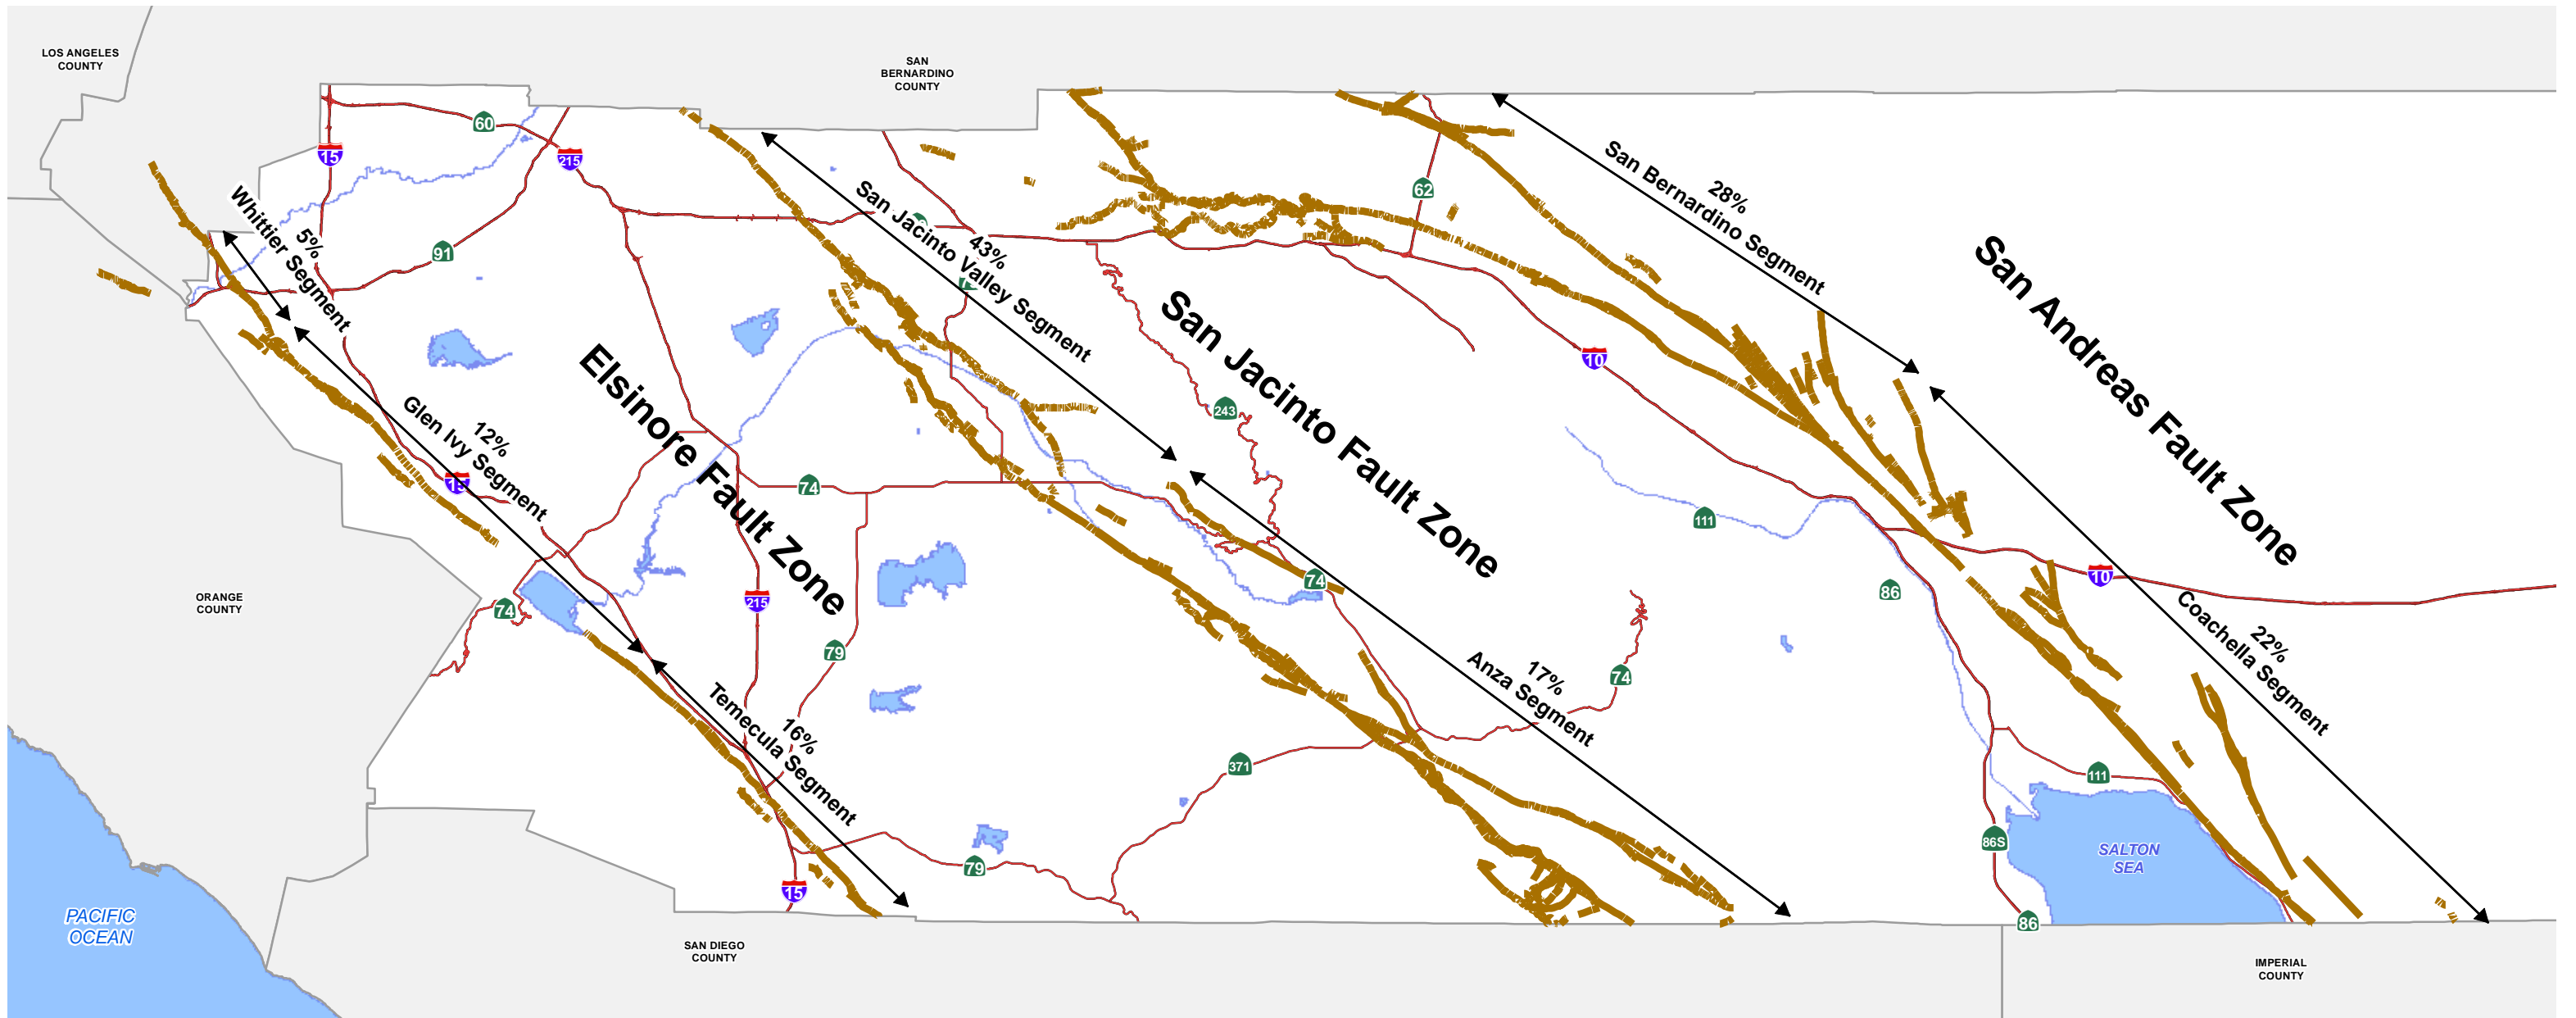 LOS ANGELES
COUNTY
SAN
BERNARDINO
COUNTY
60
15
215
91
62
Whittier Segment
5%
San Jacinto Valley Segment
43%
San Bernardino Segment
28%
San Andreas Fault Zone
San Jacinto Fault Zone
Elsinore Fault Zone
10
243
Glen Ivy Segment
12%
15
74
111
10
86
74
74
215
79
74
Coachella Segment
22%
Anza Segment
17%
Temecula Segment
16%
371
111
86S
SALTON
SEA
79
15
86
ORANGE
COUNTY
PACIFIC
OCEAN
SAN DIEGO
COUNTY
IMPERIAL
COUNTY